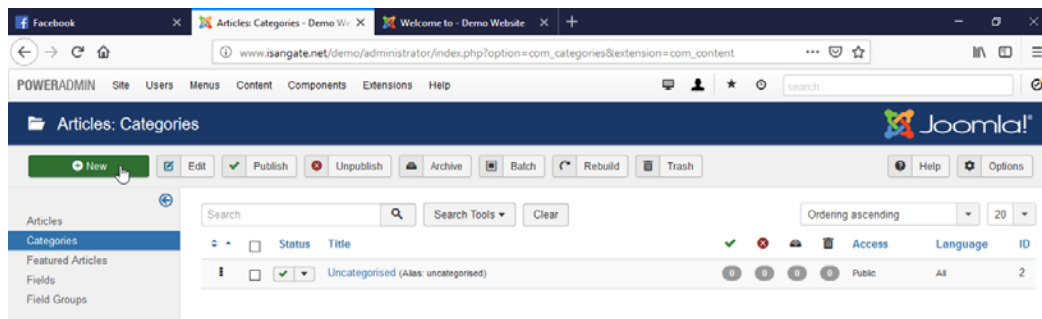 Facebook Articles: Categories - Demo We Welcome to - Demo Website
www.isangate.net/demo/administrator/index.php?option=com_categories&extension=com_content
POWERADMIN Site Users Menus Content Components Extensions Help search...
Articles: Categories Joomla!®
New Edit Publish Unpublish Archive Batch Rebuild Trash Help Options
Articles
Categories
Featured Articles
Fields
Field Groups
Search Search Tools Clear Ordering ascending 20
Status Title Access Language ID
Uncategorised (Alias: uncategorised) 0 0 0 0 Public All 2